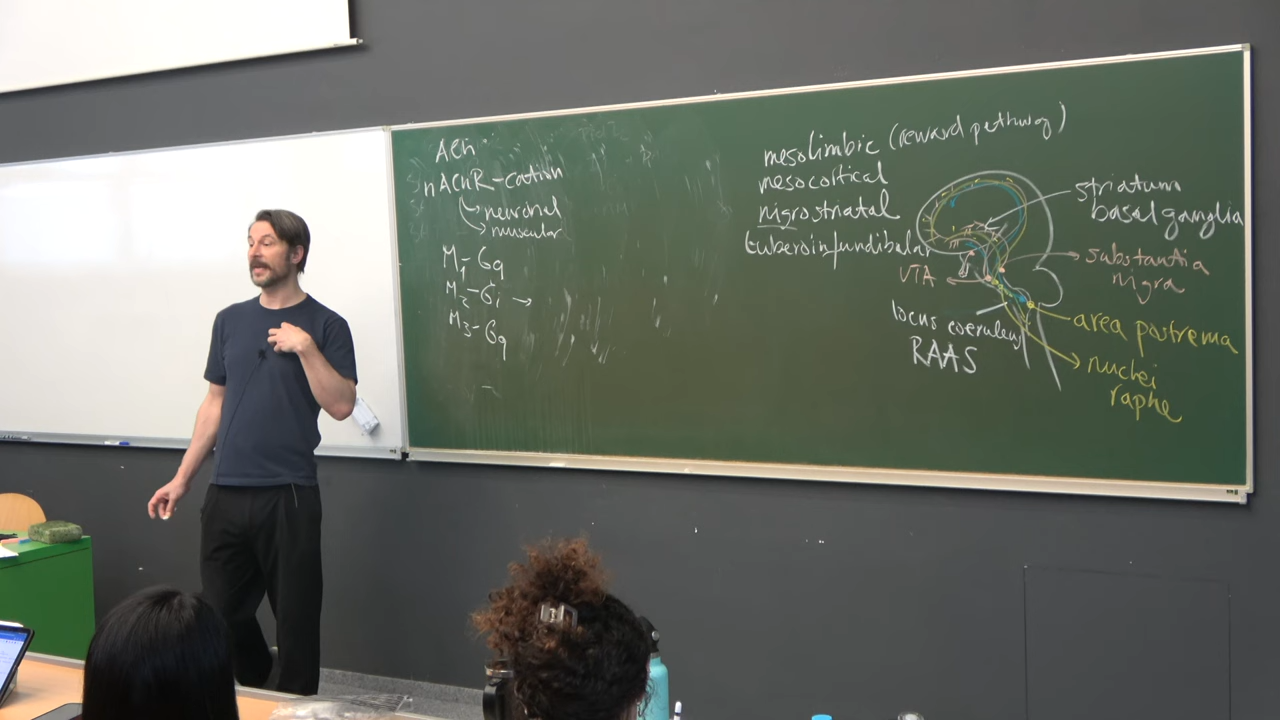 ACh
nAChR-cation
neuronal
muscular
M1-Gq
M2-Gi →
M3-Gq
mesolimbic (reward pathway)
mesocortical
nigrostriatal
tuberoinfundibular
VTA
locus coeruleus
RAAS
striatum
basal ganglia
substantia
nigra
area postrema
nuclei
raphe